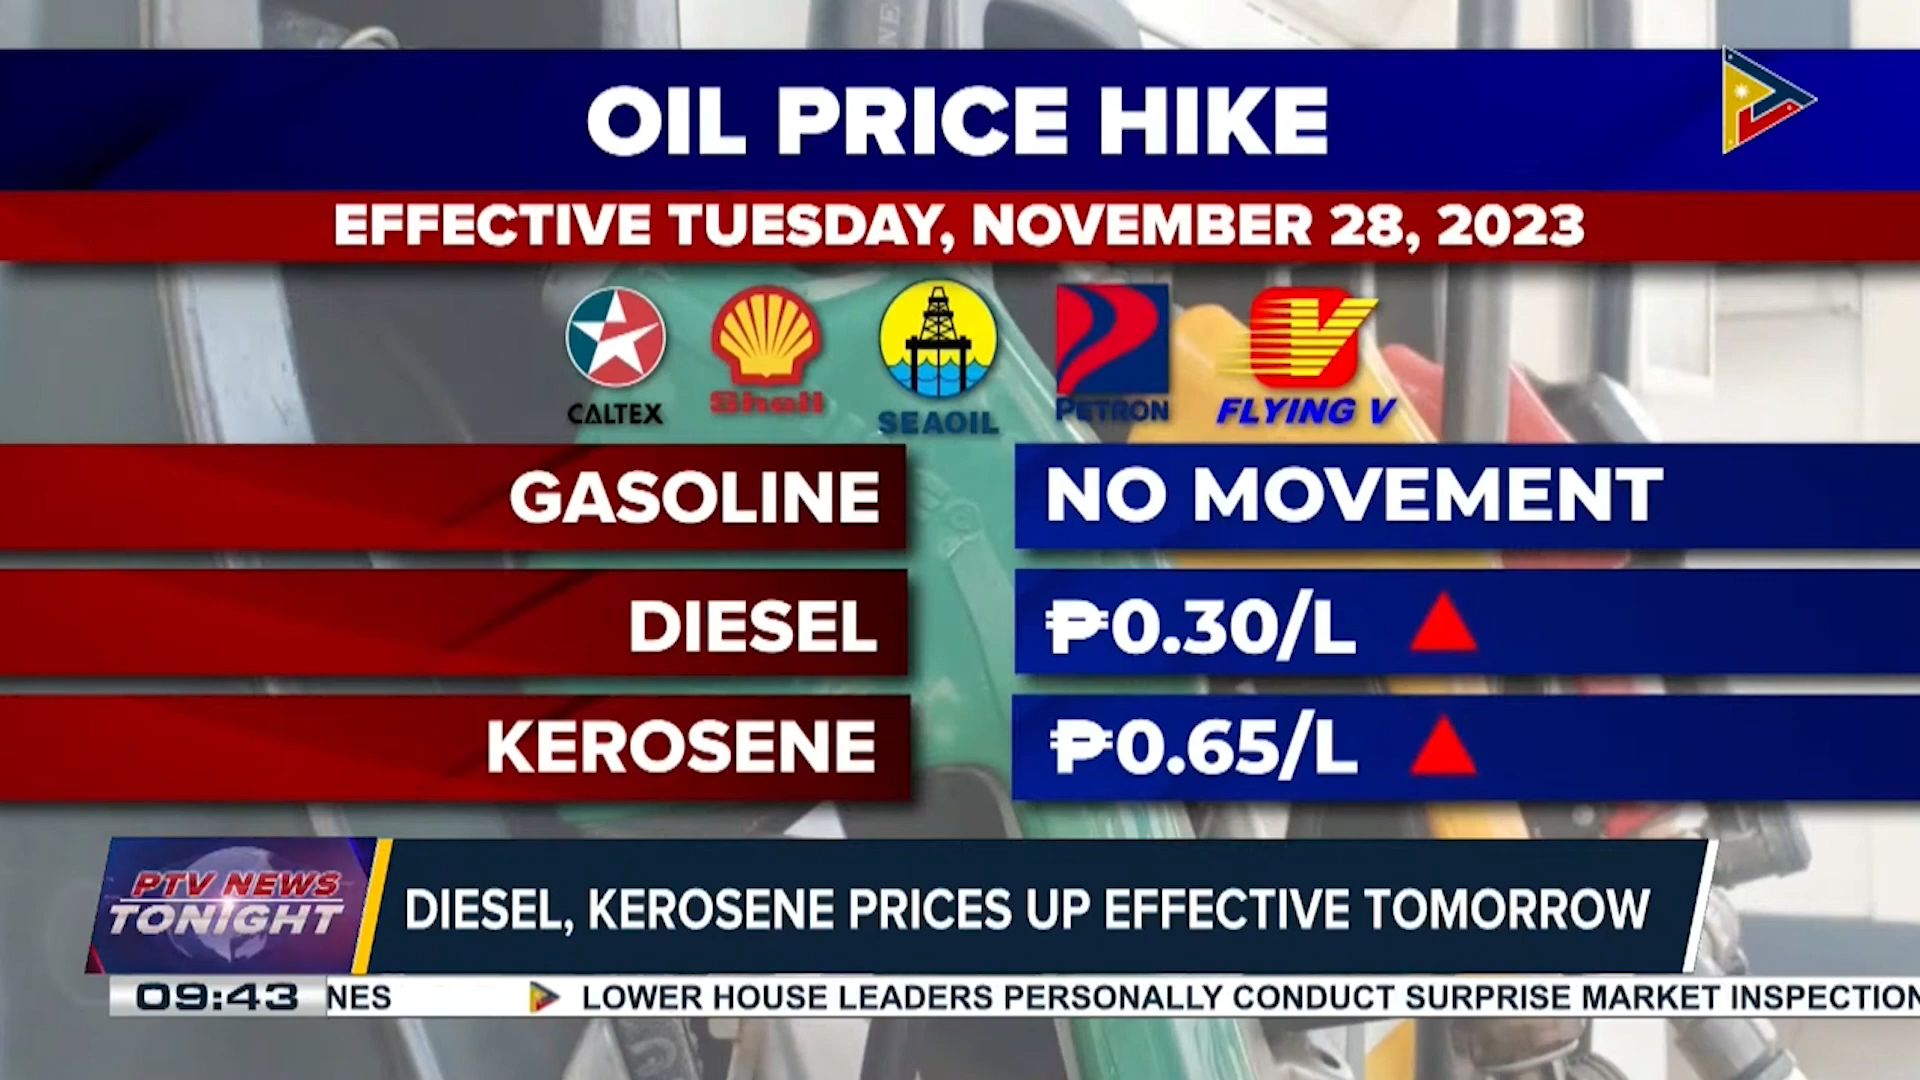 OIL PRICE HIKE
EFFECTIVE TUESDAY, NOVEMBER 28, 2023
CALTEX
Shell
SEAOIL
PETRON
FLYING V
GASOLINE NO MOVEMENT
DIESEL ₱0.30/L
KEROSENE ₱0.65/L
PTV NEWS
TONIGHT
DIESEL, KEROSENE PRICES UP EFFECTIVE TOMORROW
09:43 NES LOWER HOUSE LEADERS PERSONALLY CONDUCT SURPRISE MARKET INSPECTION